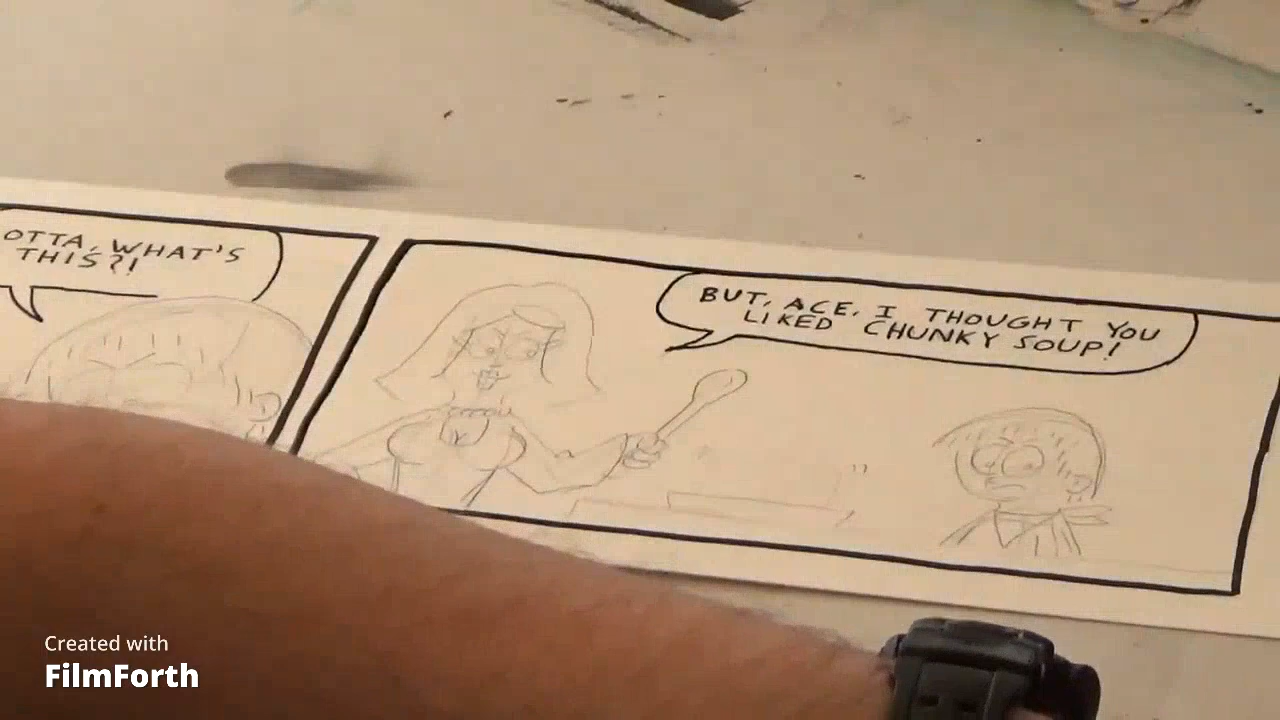 OTTA, WHAT'S
THIS?!
BUT, ACE, I THOUGHT YOU
LIKED CHUNKY SOUP!
Created with
FilmForth